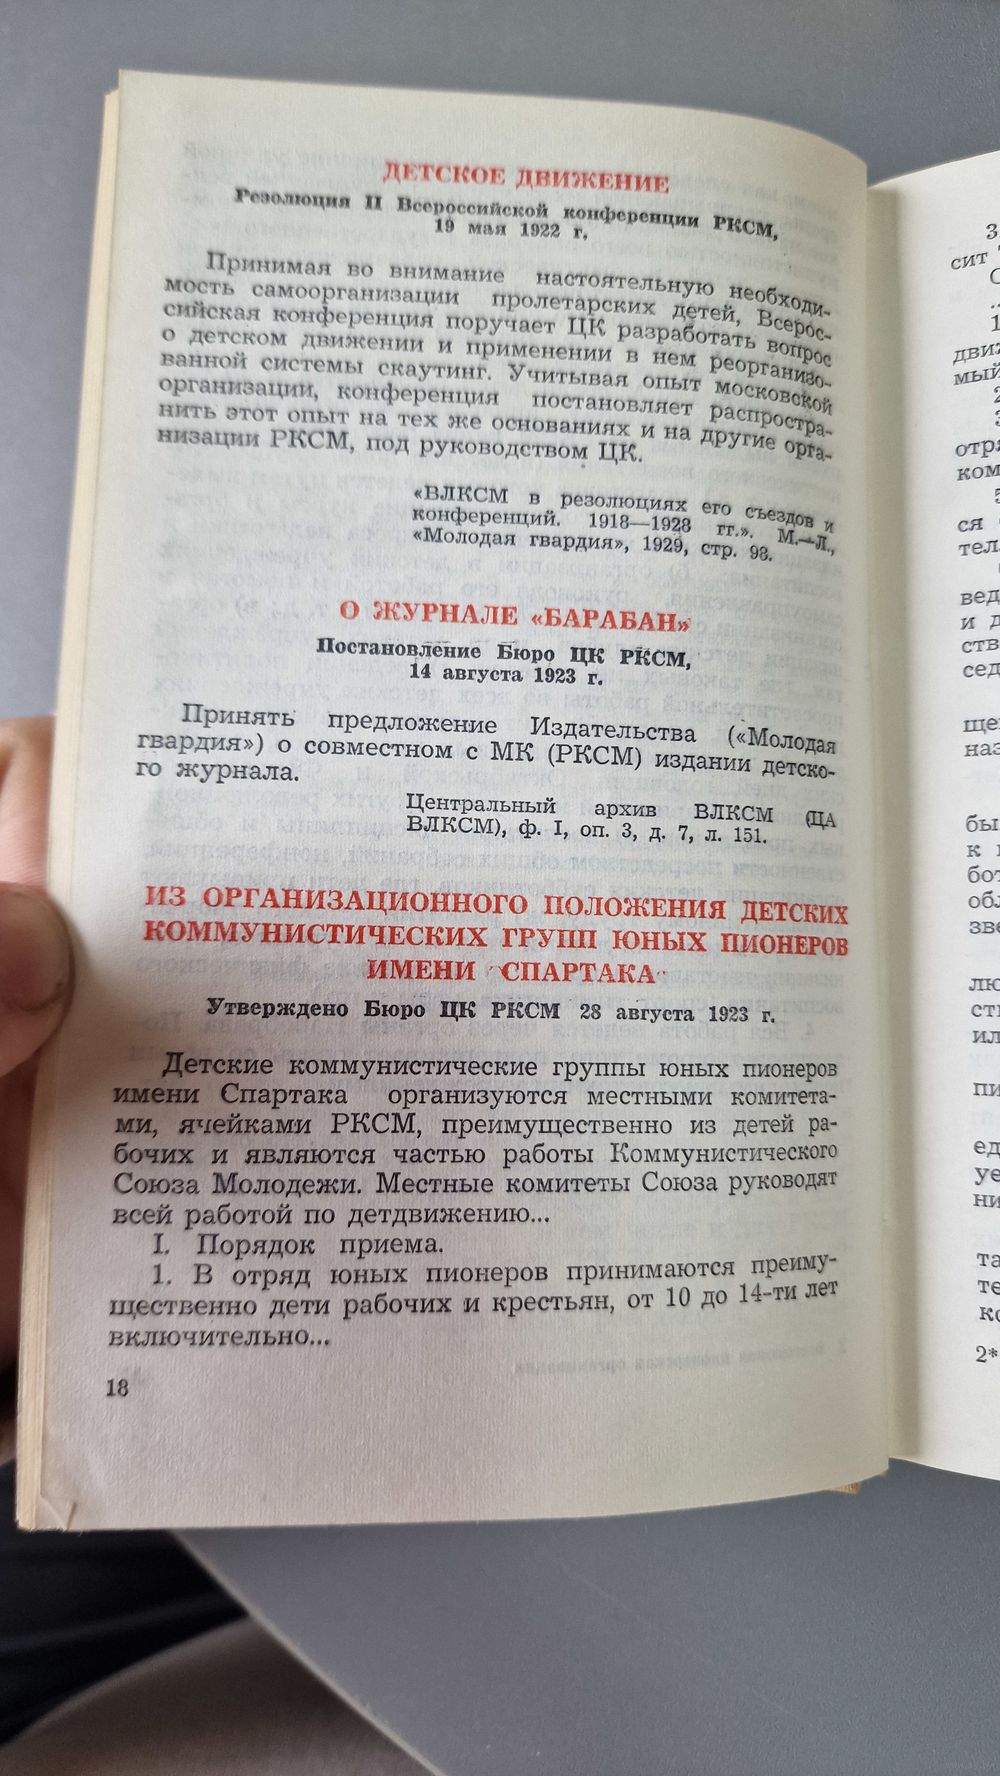 ДЕТСКОЕ ДВИЖЕНИЕ
Резолюция II Всероссийской конференции РКСМ,
19 мая 1922 г.
Принимая во внимание настоятельную необходи-
мость самоорганизации пролетарских детей, Всерос-
сийская конференция поручает ЦК разработать вопрос
о детском движении и применении в нем реорганизо-
ванной системы скаутинг. Учитывая опыт московской
организации, конференция постановляет распростра-
нить этот опыт на тех же основаниях и на другие орга-
низации РКСМ, под руководством ЦК.
«ВЛКСМ в резолюциях его съездов и
конференций. 1918—1928 гг.». М.—Л.,
«Молодая гвардия», 1929, стр. 98.
О ЖУРНАЛЕ «БАРАБАН»
Постановление Бюро ЦК РКСМ,
14 августа 1923 г.
Принять предложение Издательства («Молодая
гвардия») о совместном с МК (РКСМ) издании детско-
го журнала.
Центральный архив ВЛКСМ (ЦА
ВЛКСМ), ф. I, оп. 3, д. 7, л. 151.
ИЗ ОРГАНИЗАЦИОННОГО ПОЛОЖЕНИЯ ДЕТСКИХ
КОММУНИСТИЧЕСКИХ ГРУПП ЮНЫХ ПИОНЕРОВ
ИМЕНИ СПАРТАКА
Утверждено Бюро ЦК РКСМ 28 августа 1923 г.
Детские коммунистические группы юных пионеров
имени Спартака организуются местными комитета-
ми, ячейками РКСМ, преимущественно из детей ра-
бочих и являются частью работы Коммунистического
Союза Молодежи. Местные комитеты Союза руководят
всей работой по детдвижению...
I. Порядок приема.
1. В отряд юных пионеров принимаются преиму-
щественно дети рабочих и крестьян, от 10 до 14-ти лет
включительно...
18
2*